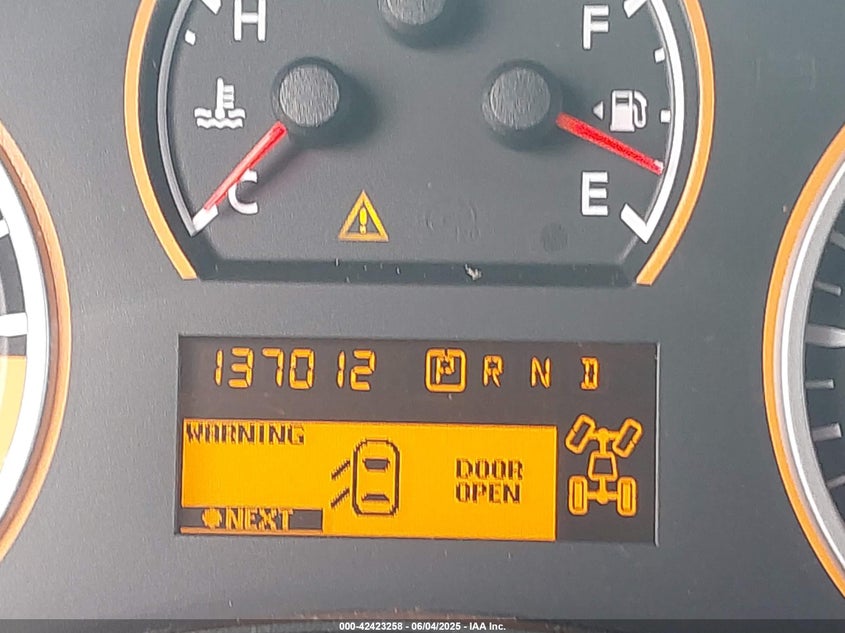 H
F
C
E
137012 P R N D
WARNING
DOOR
OPEN
NEXT
000-42423258 - 06/04/2025 - IAA Inc.